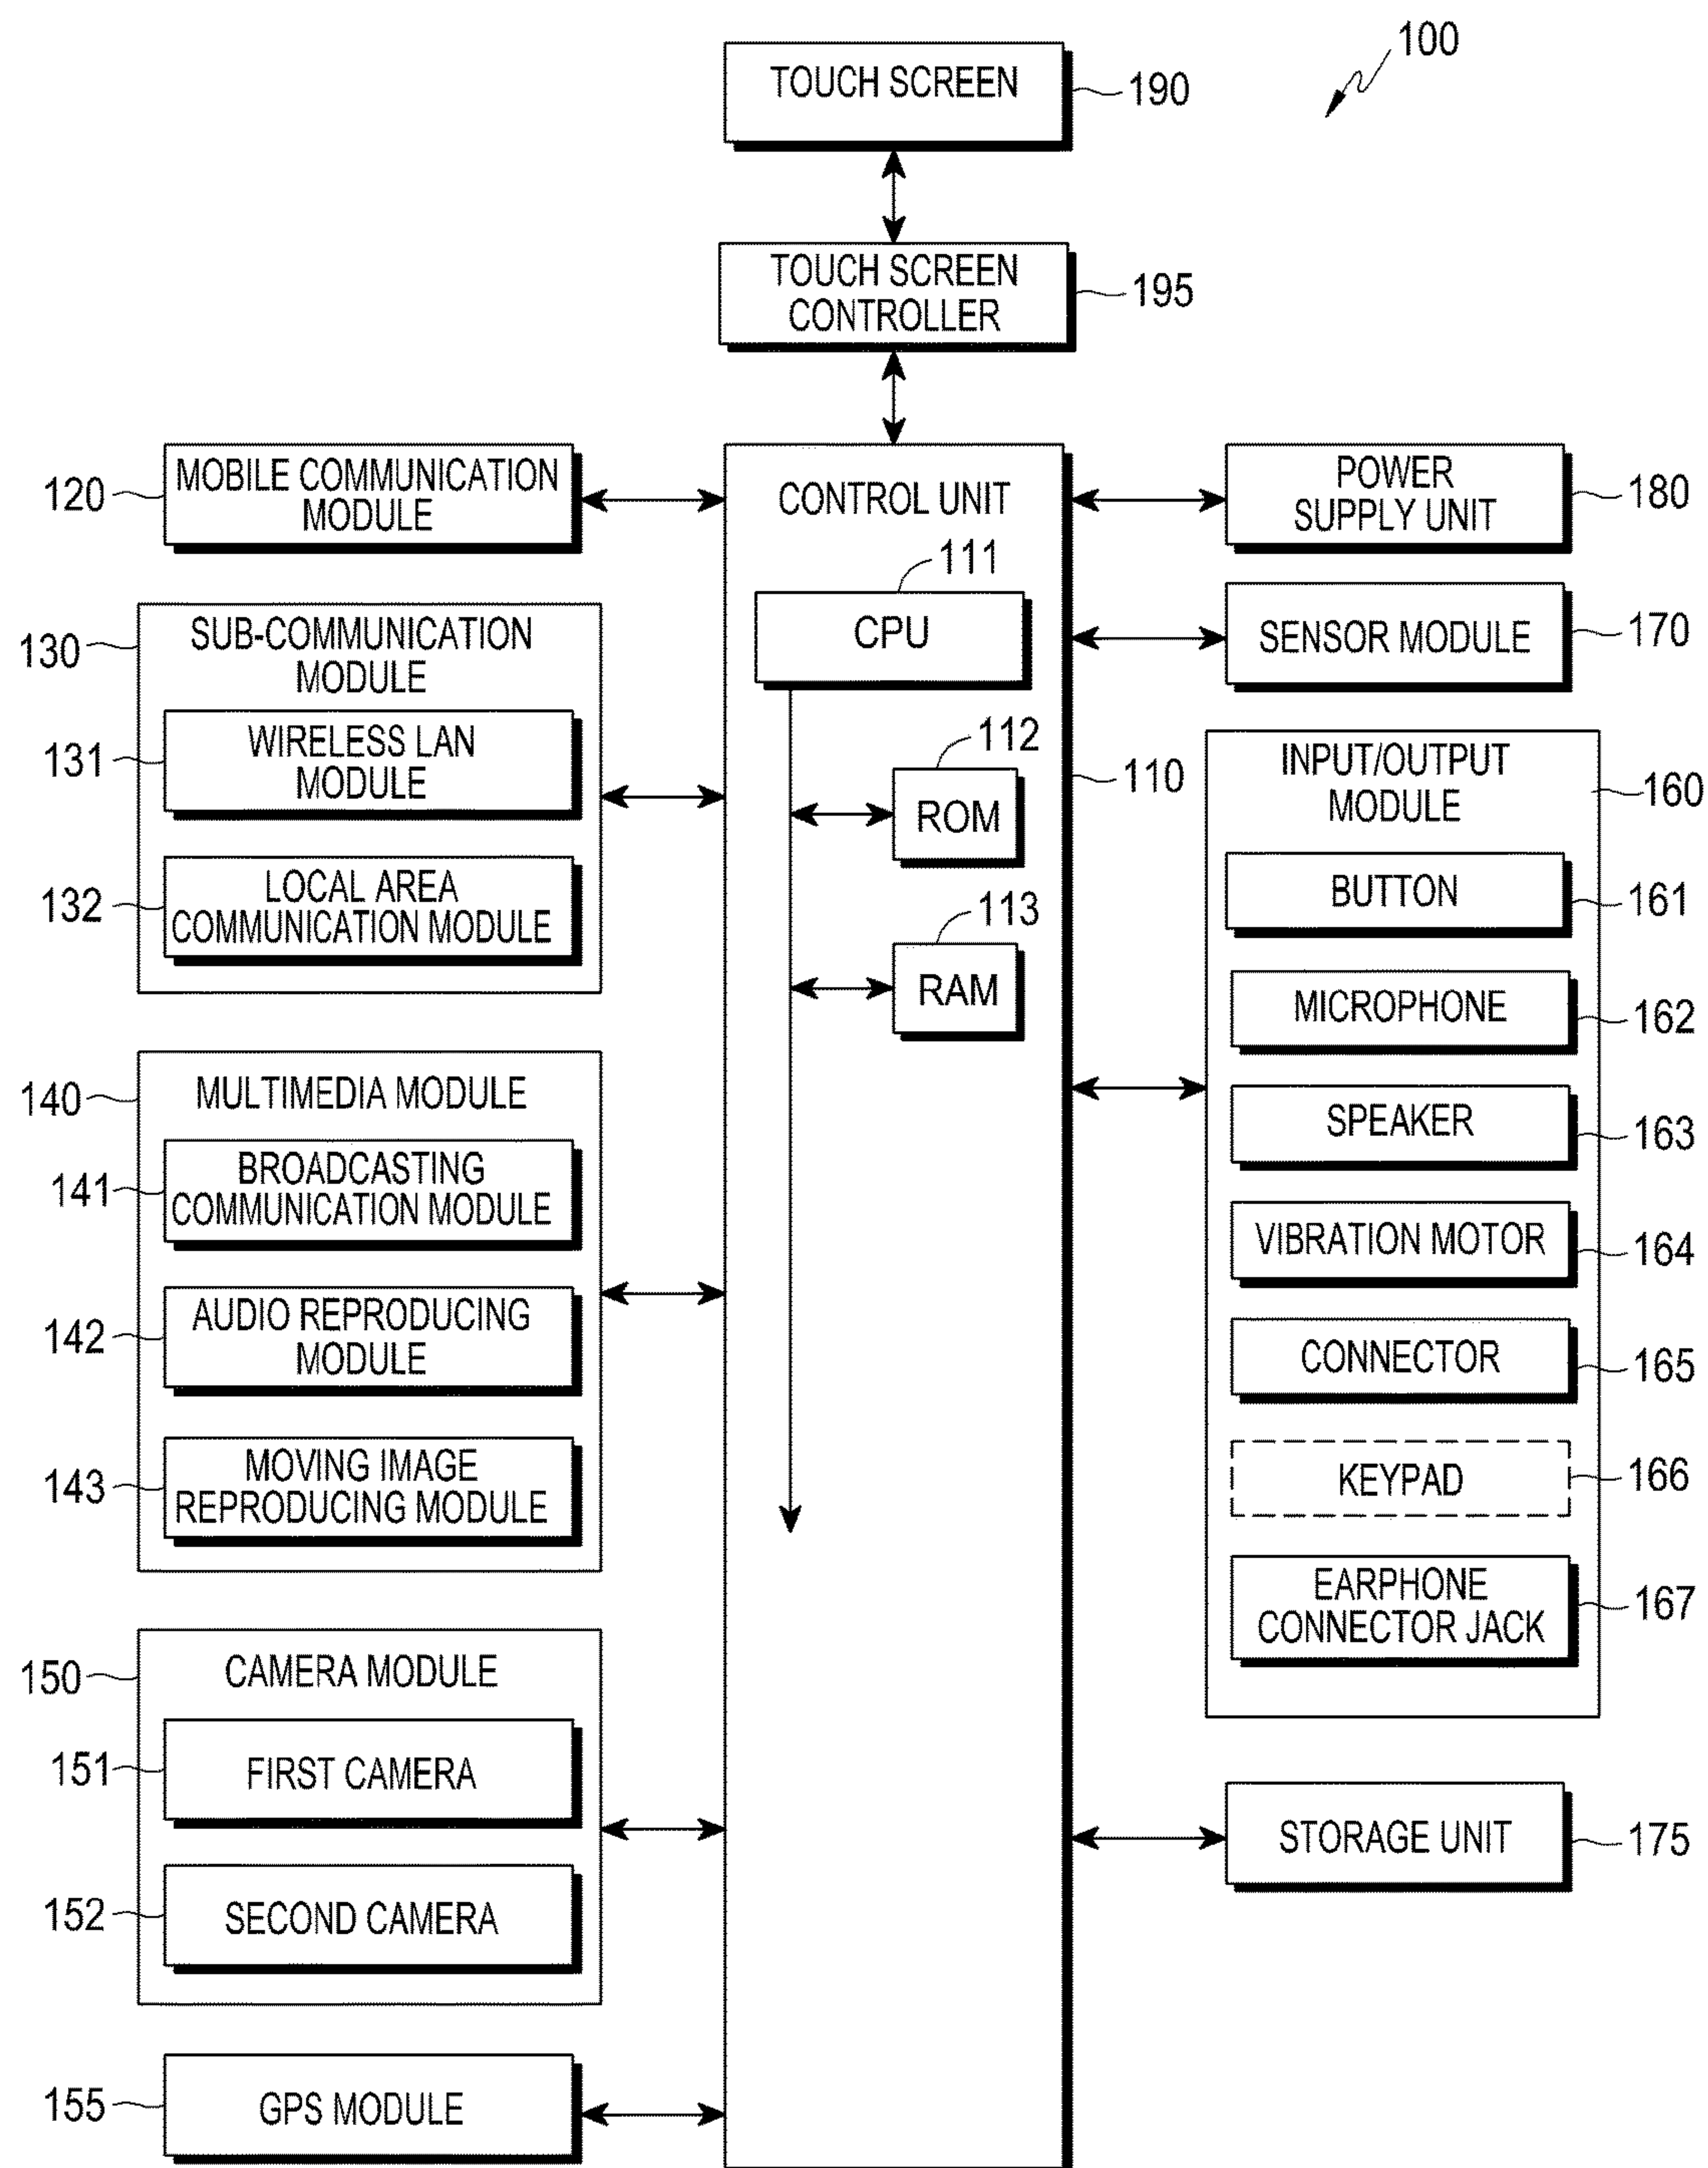 100
TOUCH SCREEN
190
TOUCH SCREEN
CONTROLLER
195
120
MOBILE COMMUNICATION
MODULE
130
SUB-COMMUNICATION
MODULE
131
WIRELESS LAN
MODULE
132
LOCAL AREA
COMMUNICATION MODULE
140
MULTIMEDIA MODULE
141
BROADCASTING
COMMUNICATION MODULE
142
AUDIO REPRODUCING
MODULE
143
MOVING IMAGE
REPRODUCING MODULE
150
CAMERA MODULE
151
FIRST CAMERA
152
SECOND CAMERA
155
GPS MODULE
CONTROL UNIT
111
CPU
112
ROM
113
RAM
110
POWER
SUPPLY UNIT
180
SENSOR MODULE
170
INPUT/OUTPUT
MODULE
160
BUTTON
161
MICROPHONE
162
SPEAKER
163
VIBRATION MOTOR
164
CONNECTOR
165
KEYPAD
166
EARPHONE
CONNECTOR JACK
167
STORAGE UNIT
175